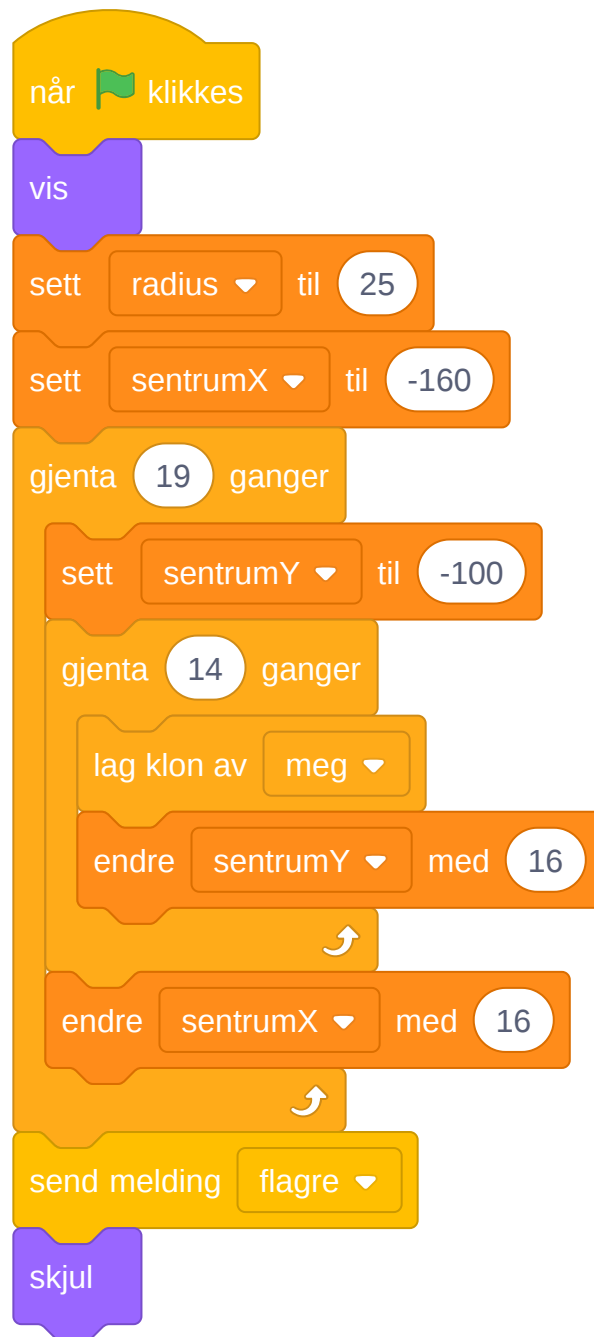 når klikkes
vis
sett radius til 25
sett sentrumX til -160
gjenta 19 ganger
sett sentrumY til -100
gjenta 14 ganger
lag klon av meg
endre sentrumY med 16
endre sentrumX med 16
send melding flagre
skjul